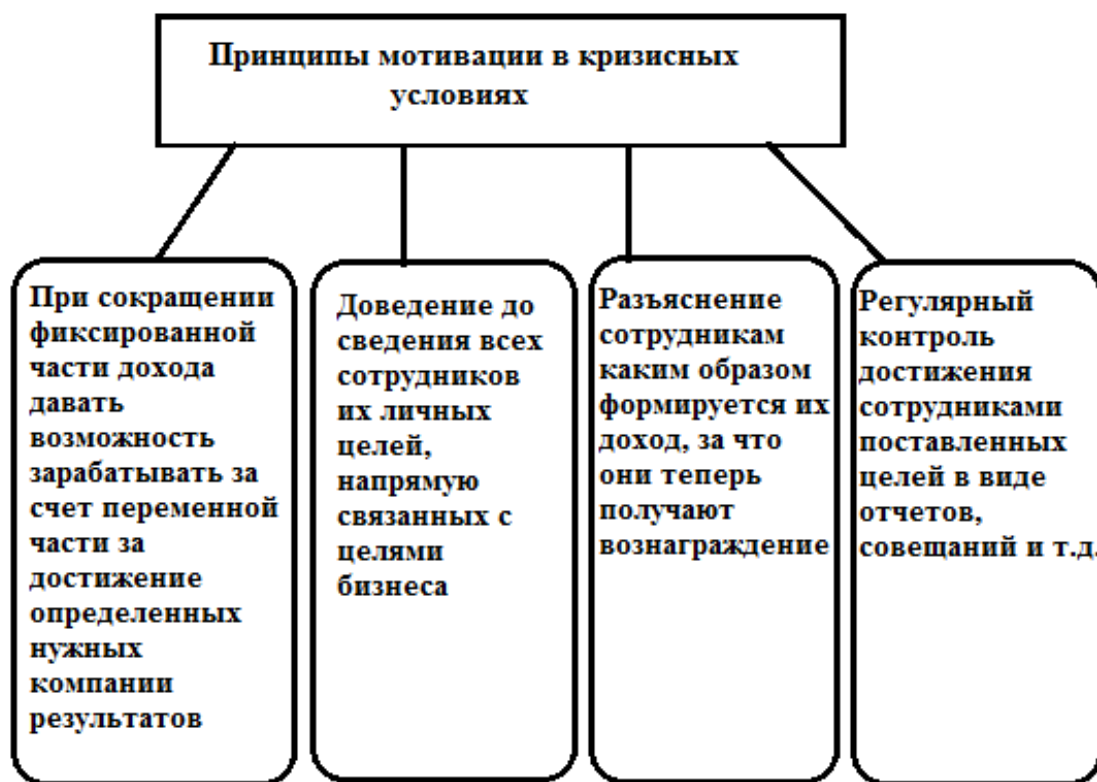 Принципы мотивации в кризисных
условиях
При сокращении
фиксированной
части дохода
давать
возможность
зарабатывать за
счет переменной
части за
достижение
определенных
нужных
компании
результатов
Доведение до
сведения всех
сотрудников
их личных
целей,
напрямую
связанных с
целями
бизнеса
Разъяснение
сотрудникам
каким образом
формируется их
доход, за что
они теперь
получают
вознаграждение
Регулярный
контроль
достижения
сотрудниками
поставленных
целей в виде
отчетов,
совещаний и т.д.